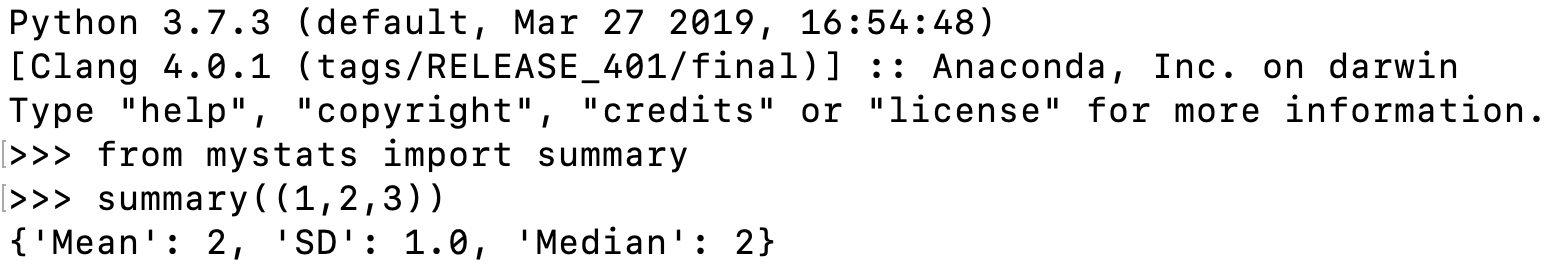 Python 3.7.3 (default, Mar 27 2019, 16:54:48)
[Clang 4.0.1 (tags/RELEASE_401/final)] :: Anaconda, Inc. on darwin
Type "help", "copyright", "credits" or "license" for more information.
[>>> from mystats import summary
[>>> summary((1,2,3))
{'Mean': 2, 'SD': 1.0, 'Median': 2}